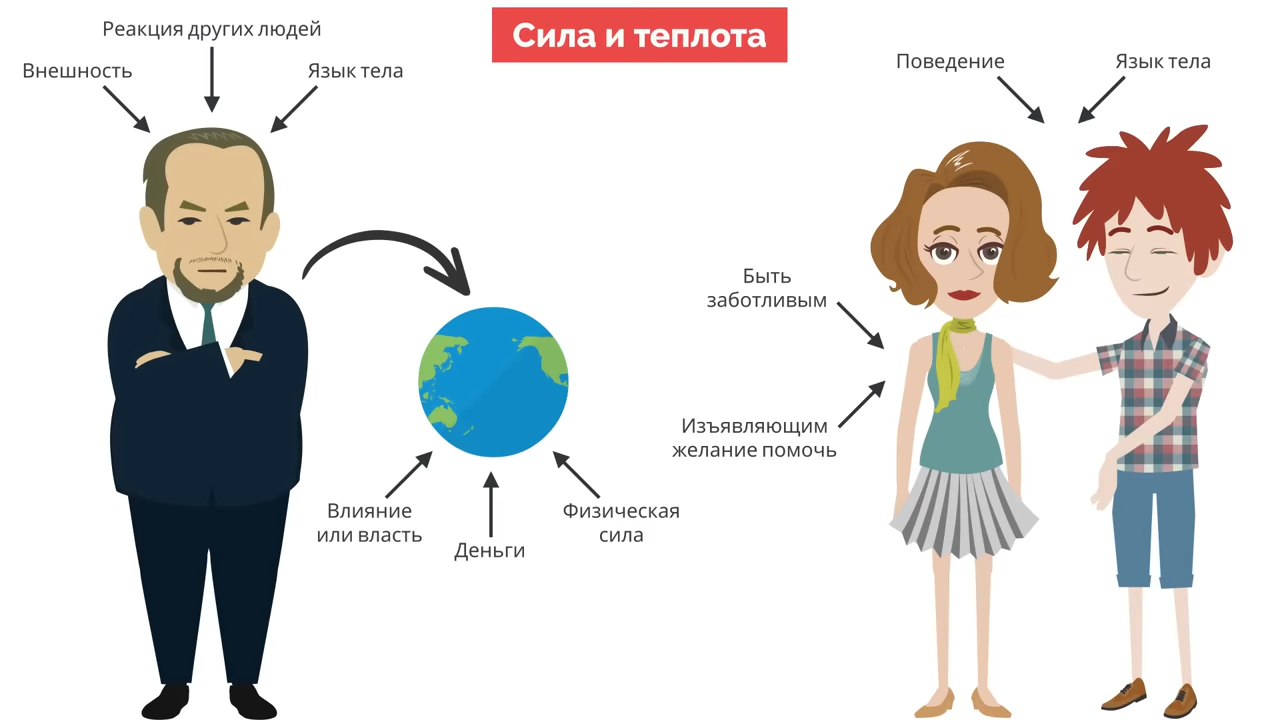 Сила и теплота
Реакция других людей
Внешность
Язык тела
Влияние
или власть
Деньги
Физическая
сила
Поведение
Язык тела
Быть
заботливым
Изъявляющим
желание помочь